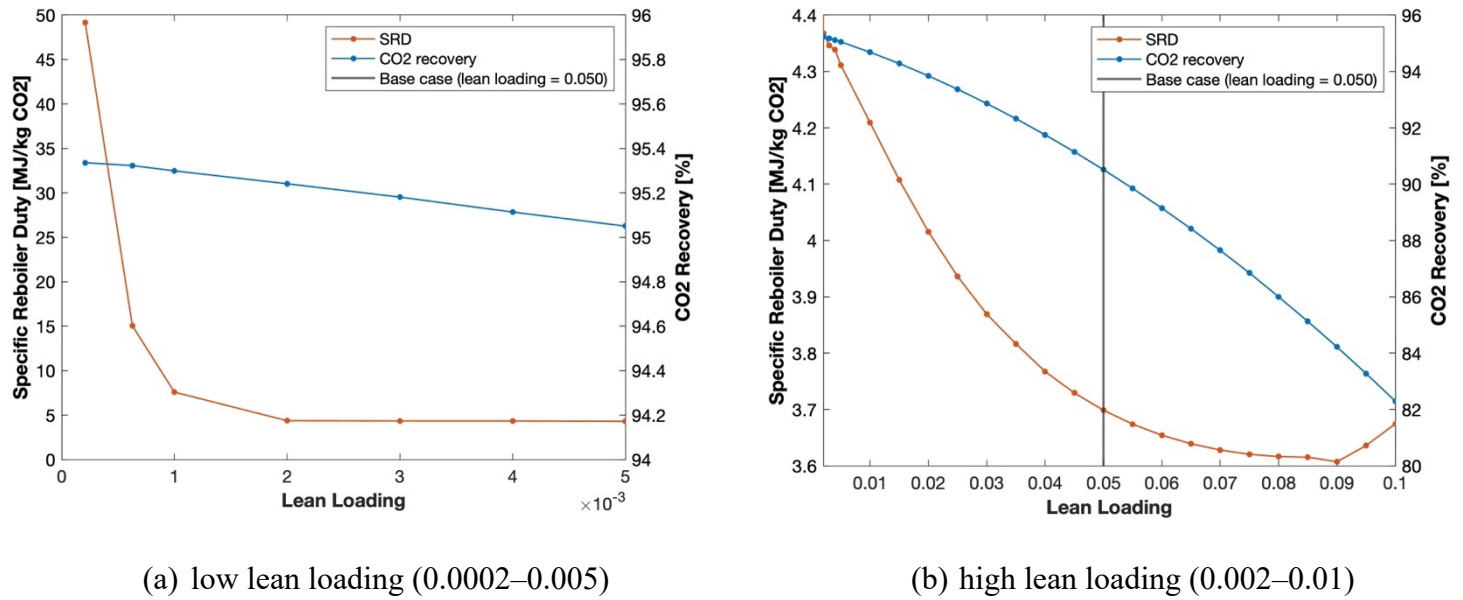 SRD
CO2 recovery
Base case (lean loading = 0.050)
Specific Reboiler Duty [MJ/kg CO2]
50
45
40
35
30
25
20
15
10
5
0
96
95.8
95.6
95.4
95.2
95
94.8
94.6
94.4
94.2
94
CO2 Recovery [%]
0 1 2 3 4 5
Lean Loading
×10-3
(a) low lean loading (0.0002–0.005)
SRD
CO2 recovery
Base case (lean loading = 0.050)
Specific Reboiler Duty [MJ/kg CO2]
4.4
4.3
4.2
4.1
4
3.9
3.8
3.7
3.6
96
94
92
90
88
86
84
82
80
CO2 Recovery [%]
0.01 0.02 0.03 0.04 0.05 0.06 0.07 0.08 0.09 0.1
Lean Loading
(b) high lean loading (0.002–0.01)